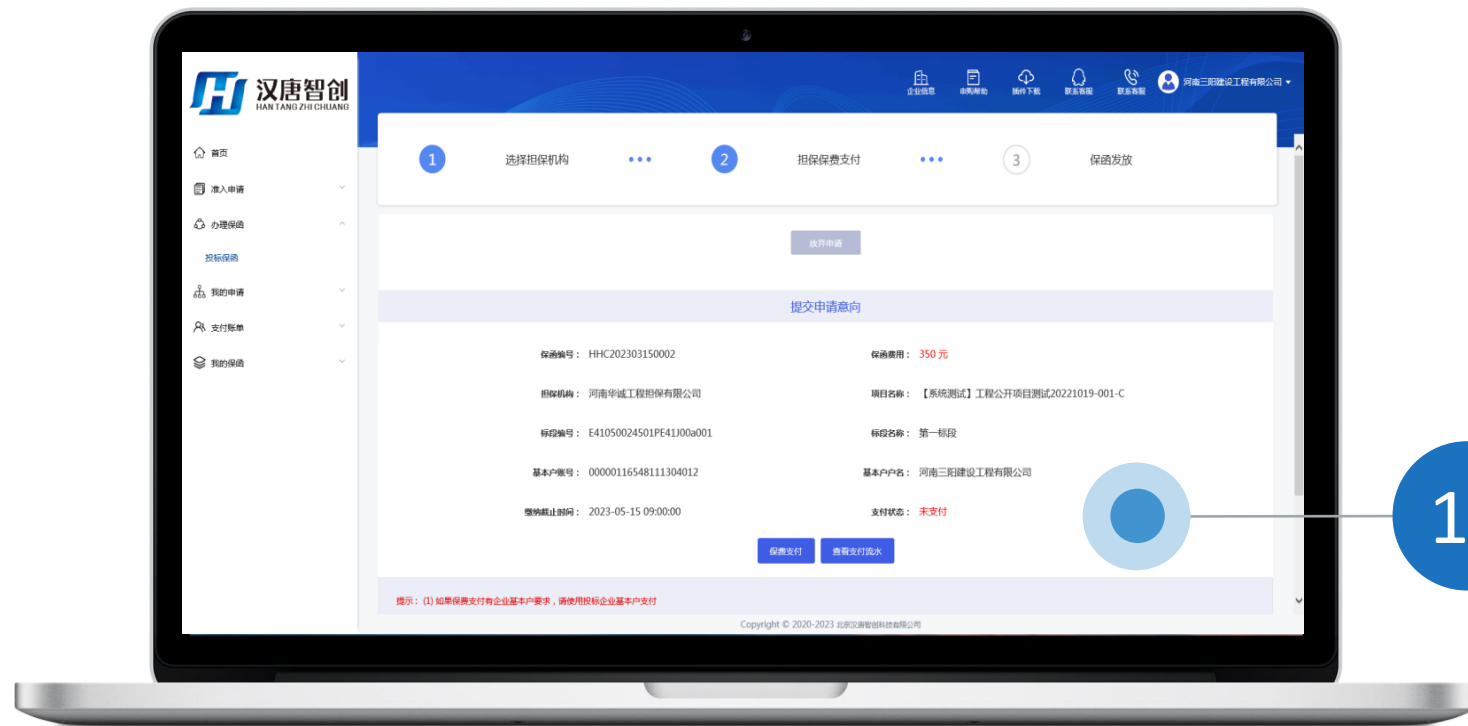 汉唐智创
HAN TANG ZHI CHUANG
企业信息 申购帮助 插件下载 联系客服 联系客服 河南三阳建设工程有限公司
首页
准入申请
办理保函
投标保函
我的申请
支付账单
我的保函
1 选择担保机构 2 担保保费支付 3 保函发放
放弃申请
提交申请意向
保函编号： HHC202303150002 保函费用： 350 元
担保机构： 河南华诚工程担保有限公司 项目名称： 【系统测试】工程公开项目测试20221019-001-C
标段编号： E41050024501PE41J00a001 标段名称： 第一标段
基本户账号： 00000116548111304012 基本户户名： 河南三阳建设工程有限公司
缴纳截止时间： 2023-05-15 09:00:00 支付状态： 未支付
保费支付 查看支付流水
提示： (1) 如果保费支付有企业基本户要求，请使用投标企业基本户支付
Copyright © 2020-2023 北京汉唐智创科技有限公司
1